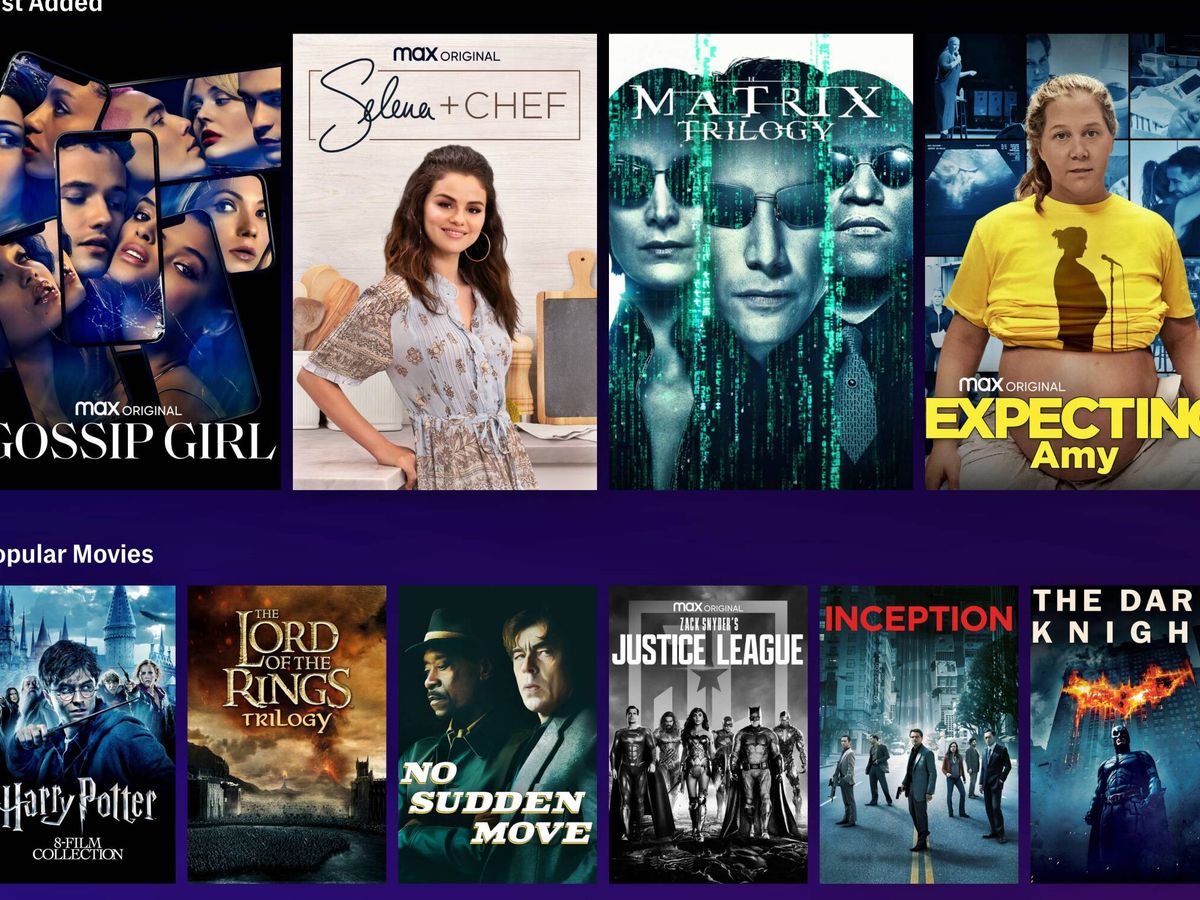 st Added
max ORIGINAL
GOSSIP GIRL
max ORIGINAL
Selena + CHEF
MATRIX
TRILOGY
max ORIGINAL
EXPECTING
Amy
opular Movies
Harry Potter
8-FILM
COLLECTION
THE
LORD
OF THE
RINGS
TRILOGY
NO
SUDDEN
MOVE
max ORIGINAL
ZACK SNYDER'S
JUSTICE LEAGUE
INCEPTION
THE DAR
KNIGH